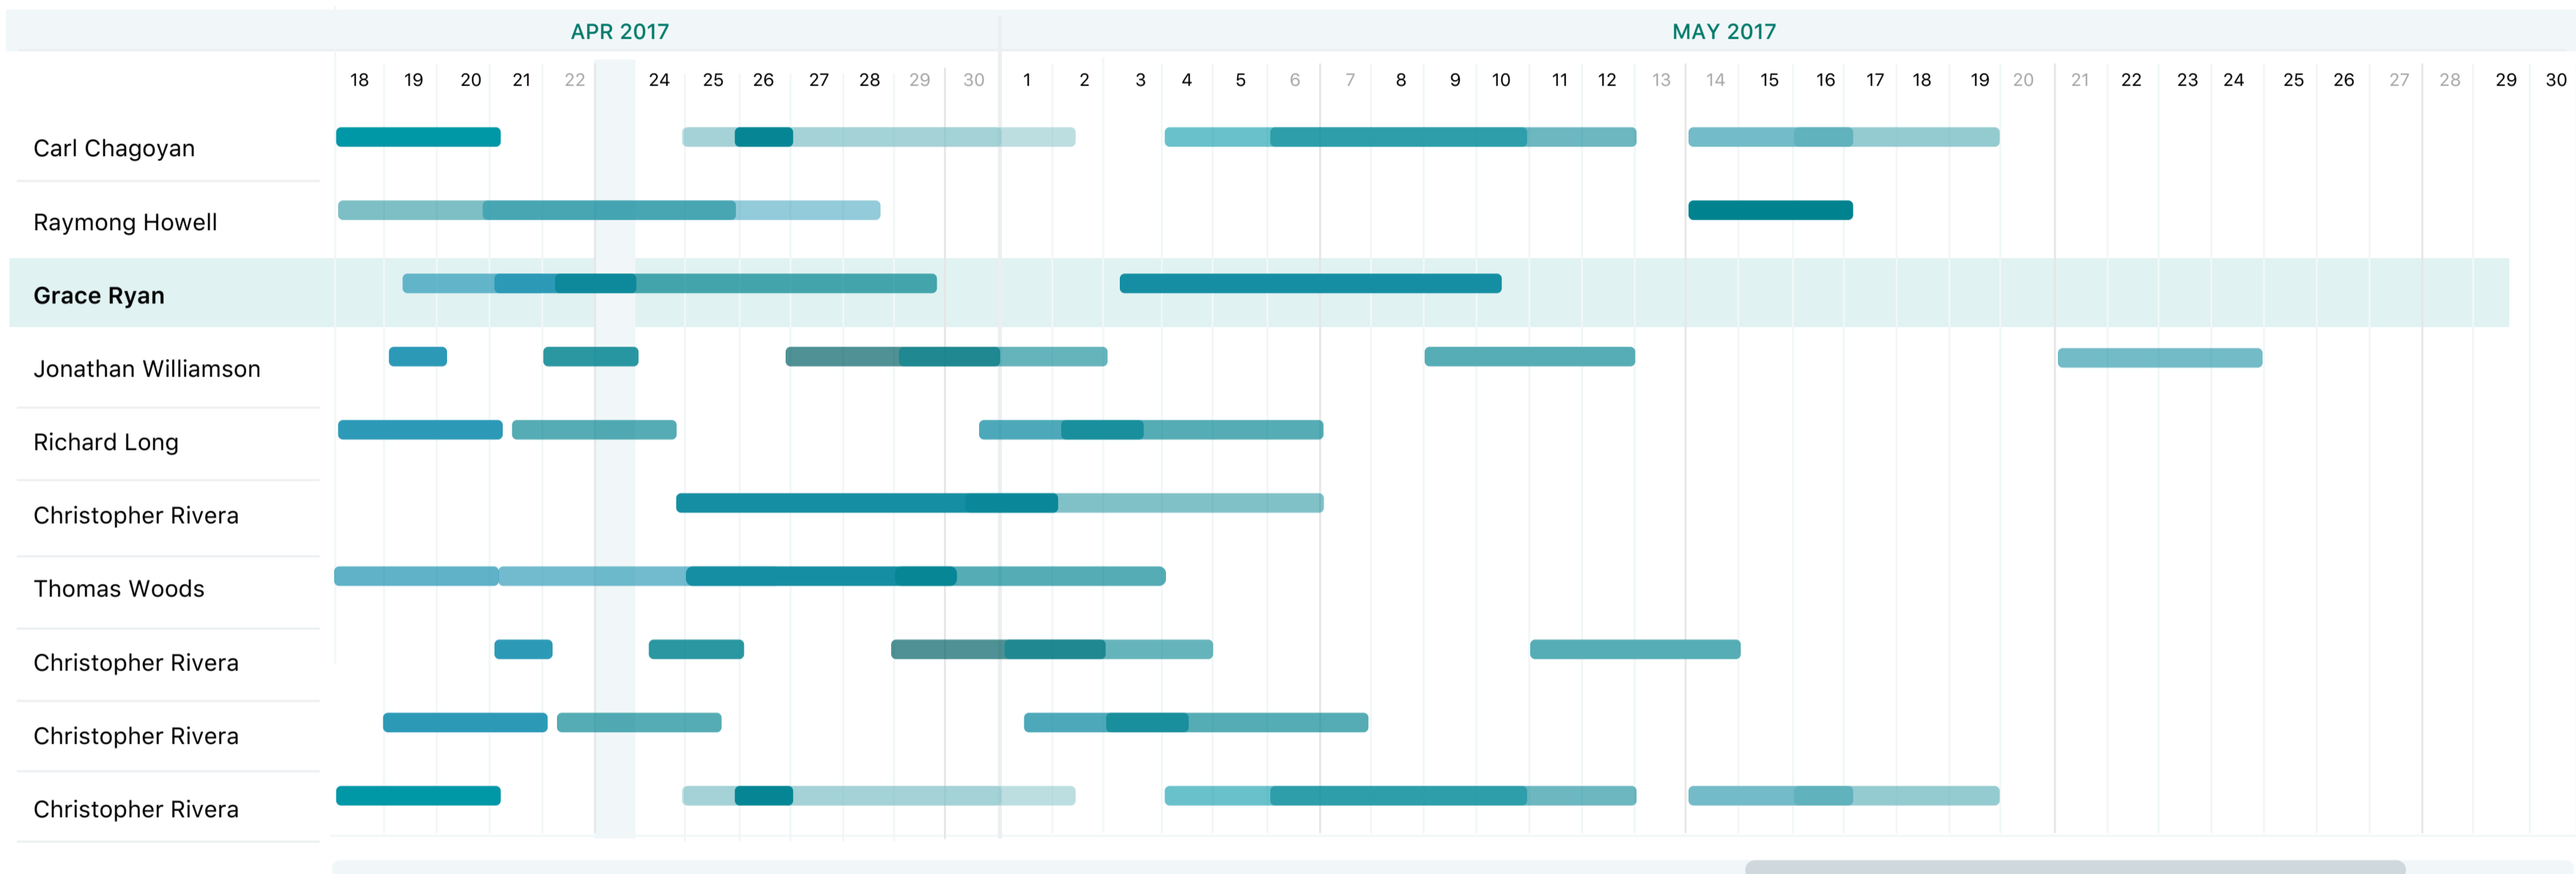 APR 2017 MAY 2017
18 19 20 21 22 24 25 26 27 28 29 30 1 2 3 4 5 6 7 8 9 10 11 12 13 14 15 16 17 18 19 20 21 22 23 24 25 26 27 28 29 30
Carl Chagoyan
Raymong Howell
Grace Ryan
Jonathan Williamson
Richard Long
Christopher Rivera
Thomas Woods
Christopher Rivera
Christopher Rivera
Christopher Rivera